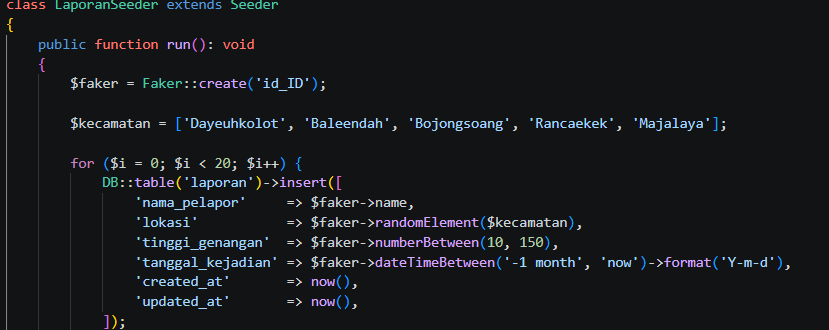 class LaporanSeeder extends Seeder
{
    public function run(): void
    {
        $faker = Faker::create('id_ID');
        $kecamatan = ['Dayeuhkolot', 'Baleendah', 'Bojongsoang', 'Rancaekek', 'Majalaya'];
        for ($i = 0; $i < 20; $i++) {
            DB::table('laporan')->insert([
                'nama_pelapor'     => $faker->name,
                'lokasi'           => $faker->randomElement($kecamatan),
                'tinggi_genangan'  => $faker->numberBetween(10, 150),
                'tanggal_kejadian' => $faker->dateTimeBetween('-1 month', 'now')->format('Y-m-d'),
                'created_at'       => now(),
                'updated_at'       => now(),
            ]);